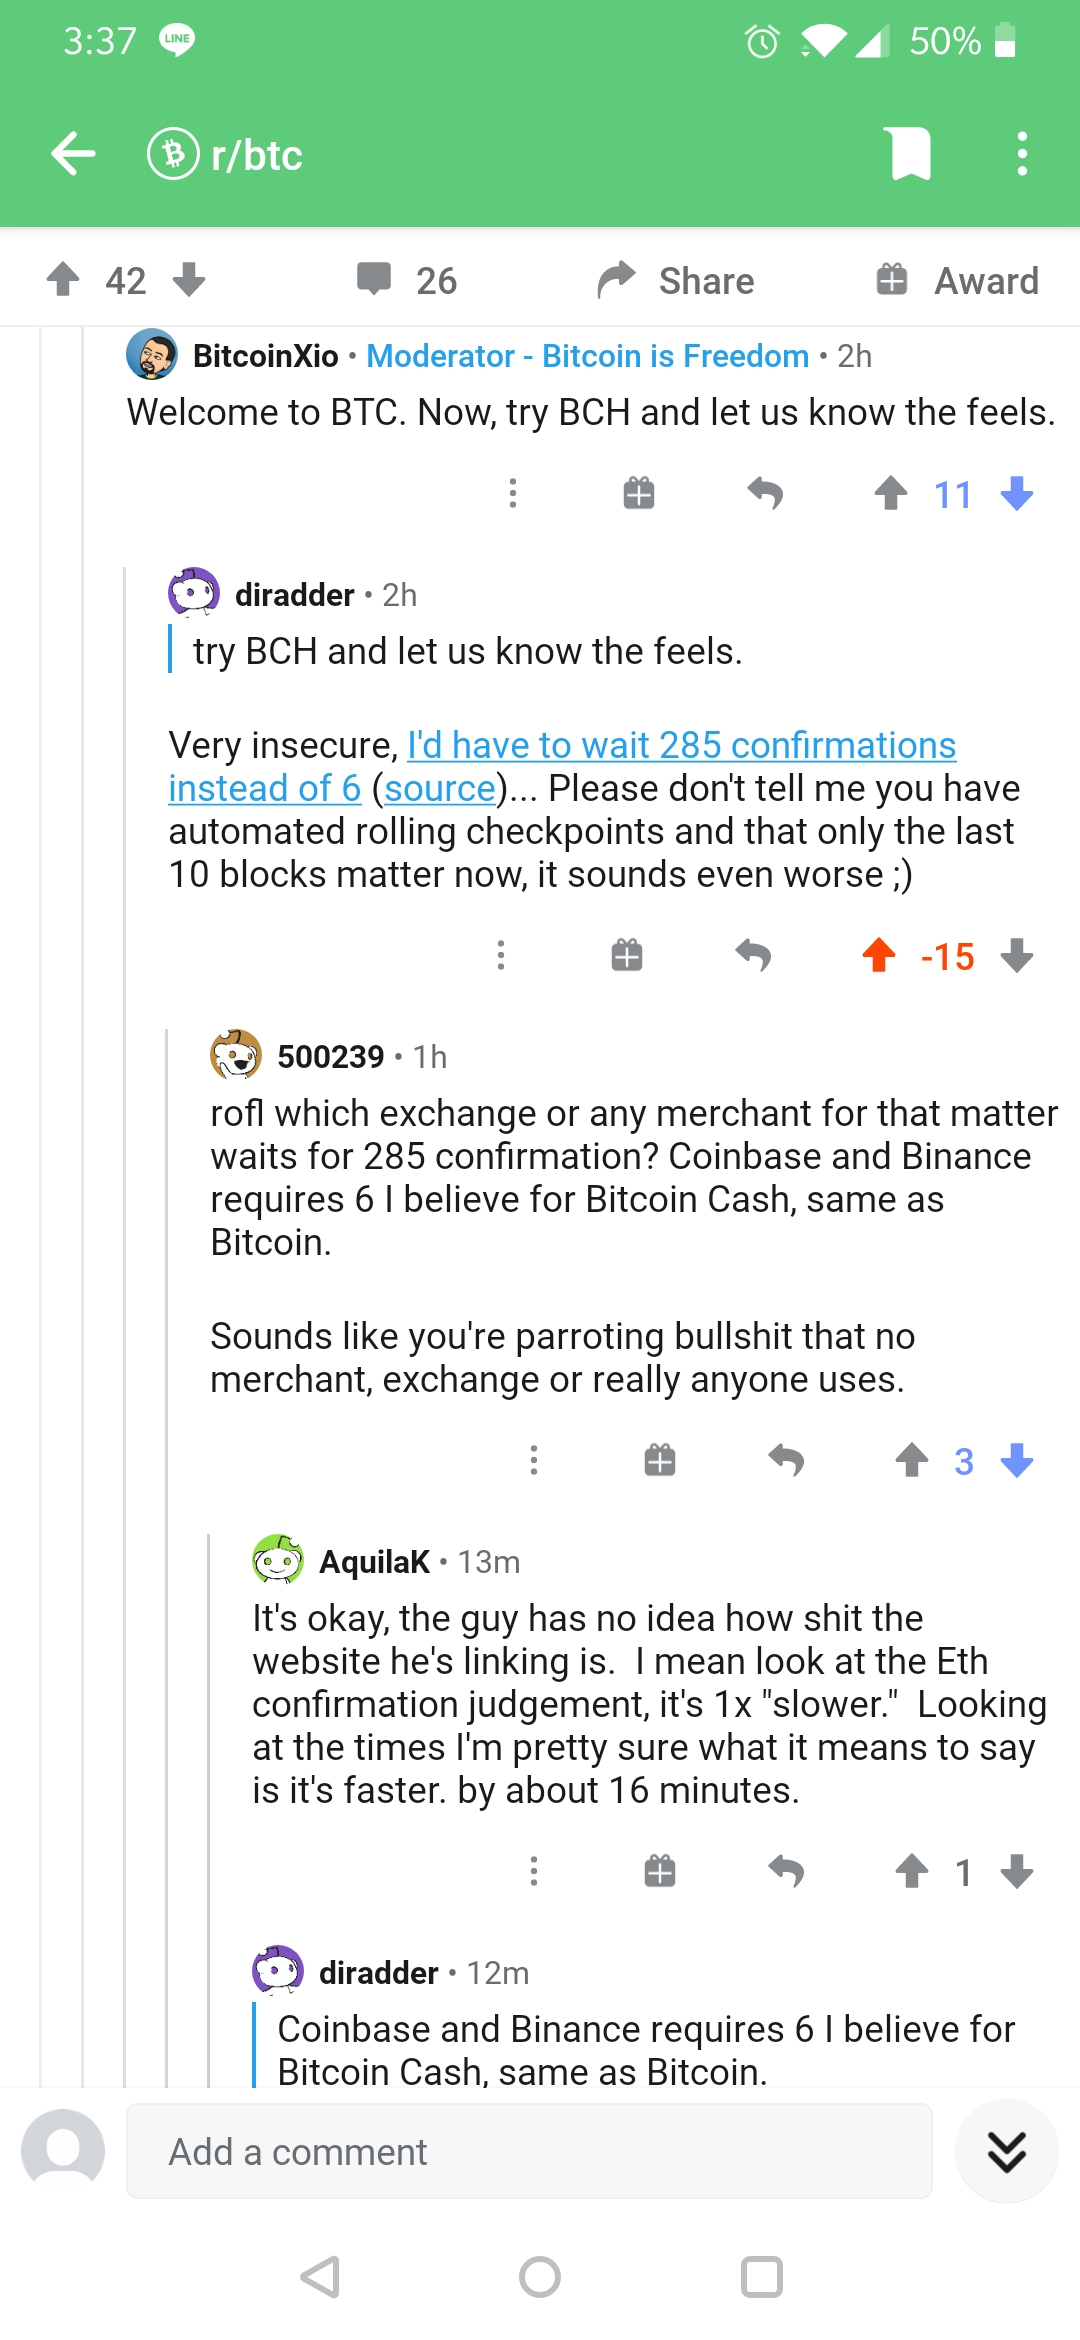 3:37 LINE 50%
r/btc
42 26 Share Award
BitcoinXio • Moderator - Bitcoin is Freedom • 2h
Welcome to BTC. Now, try BCH and let us know the feels.
11
diradder • 2h
try BCH and let us know the feels.
Very insecure, I'd have to wait 285 confirmations
instead of 6 (source)... Please don't tell me you have
automated rolling checkpoints and that only the last
10 blocks matter now, it sounds even worse ;)
-15
500239 • 1h
rofl which exchange or any merchant for that matter
waits for 285 confirmation? Coinbase and Binance
requires 6 I believe for Bitcoin Cash, same as
Bitcoin.
Sounds like you're parroting bullshit that no
merchant, exchange or really anyone uses.
3
AquilaK • 13m
It's okay, the guy has no idea how shit the
website he's linking is.  I mean look at the Eth
confirmation judgement, it's 1x "slower."  Looking
at the times I'm pretty sure what it means to say
is it's faster. by about 16 minutes.
1
diradder • 12m
Coinbase and Binance requires 6 I believe for
Bitcoin Cash, same as Bitcoin.
Add a comment